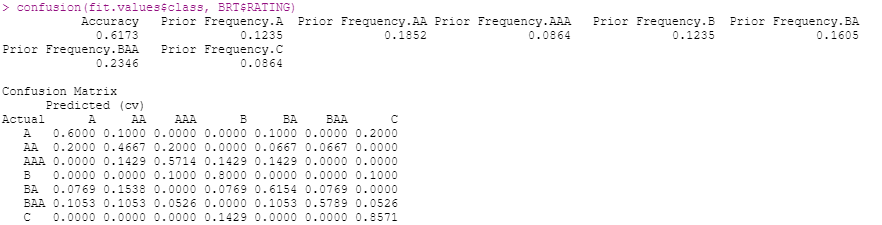 > confusion(fit.values$class, BRT$RATING)
Accuracy Prior Frequency.A Prior Frequency.AA Prior Frequency.AAA Prior Frequency.B Prior Frequency.BA
0.6173 0.1235 0.1852 0.0864 0.1235 0.1605
Prior Frequency.BAA Prior Frequency.C
0.2346 0.0864
Confusion Matrix
Predicted (cv)
Actual A AA AAA B BA BAA C
A 0.6000 0.1000 0.0000 0.0000 0.1000 0.0000 0.2000
AA 0.2000 0.4667 0.2000 0.0000 0.0667 0.0667 0.0000
AAA 0.0000 0.1429 0.5714 0.1429 0.1429 0.0000 0.0000
B 0.0000 0.0000 0.1000 0.8000 0.0000 0.0000 0.1000
BA 0.0769 0.1538 0.0000 0.0769 0.6154 0.0769 0.0000
BAA 0.1053 0.1053 0.0526 0.0000 0.1053 0.5789 0.0526
C 0.0000 0.0000 0.0000 0.1429 0.0000 0.0000 0.8571